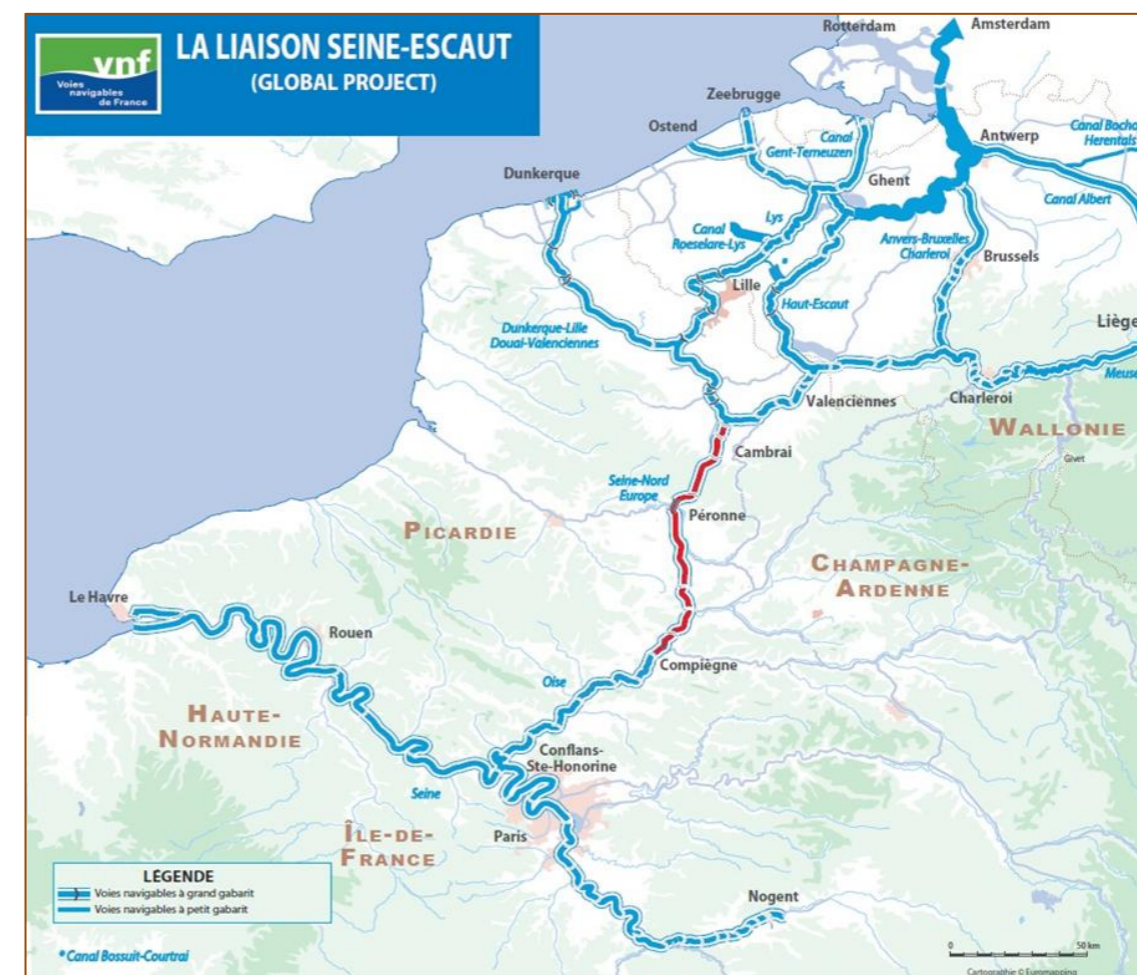 vnf
Voies
navigables
de France
LA LIAISON SEINE-ESCAUT
(GLOBAL PROJECT)
Rotterdam
Amsterdam
Zeebrugge
Ostend
Canal
Gent-Terneuzen
Antwerp
Canal Bocho
Herentals
Dunkerque
Ghent
Canal Albert
Lys
Canal
Roeselare-Lys
Anvers-Bruxelles
Charleroi
Brussels
Lille
Haut-Escaut
Liège
Dunkerque-Lille
Douai-Valenciennes
Meuse
Valenciennes
Charleroi
WALLONIE
Cambrai
Givet
Seine-Nord
Europe
Péronne
PICARDIE
CHAMPAGNE-
ARDENNE
Le Havre
Rouen
Compiègne
Oise
HAUTE-
NORMANDIE
Conflans-
Ste-Honorine
Seine
Paris
ÎLE-DE-
FRANCE
LÉGENDE
Voies navigables à grand gabarit
Voies navigables à petit gabarit
Nogent
* Canal Bossuit-Courtrai
0 50 km
Cartographie © Euromapping